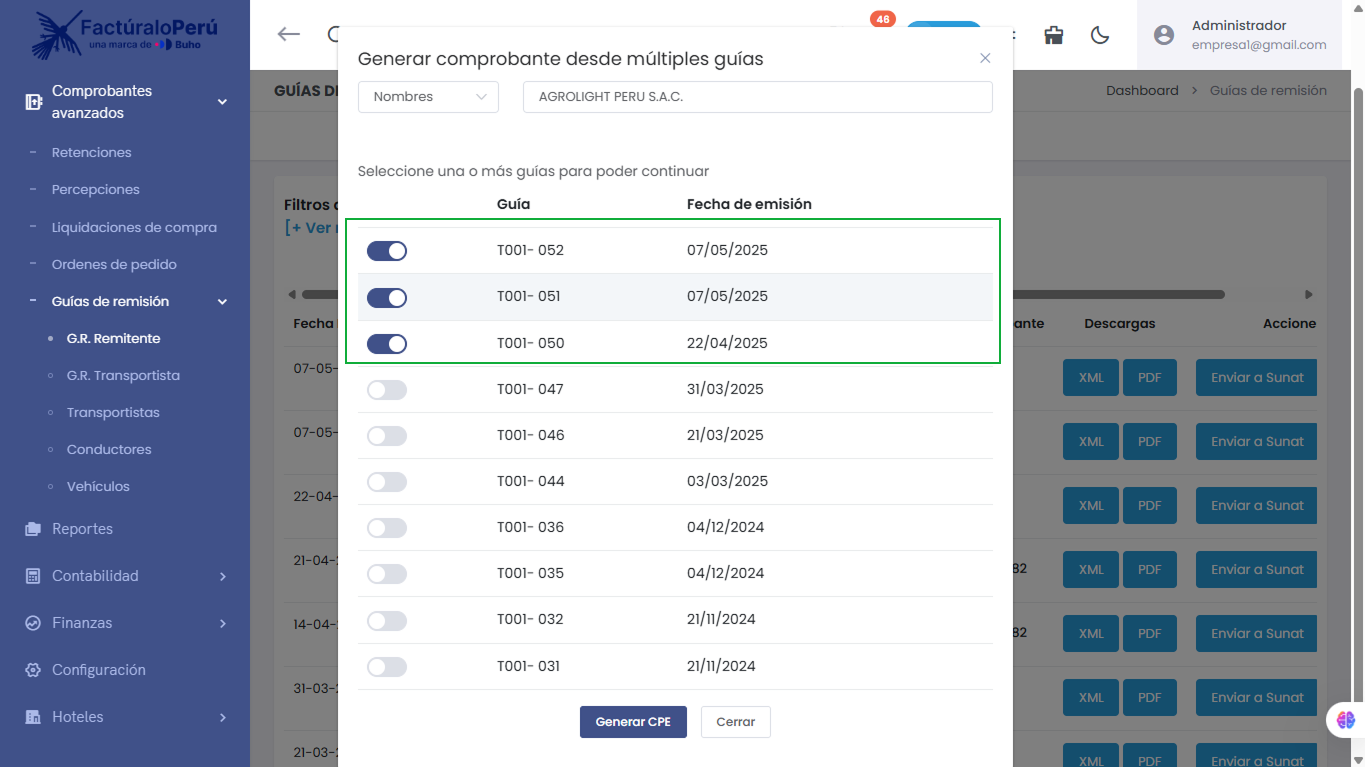 FactúraloPerú
una marca de Buho
Comprobantes
avanzados
Retenciones
Percepciones
Liquidaciones de compra
Ordenes de pedido
Guías de remisión
G.R. Remitente
G.R. Transportista
Transportistas
Conductores
Vehículos
Reportes
Contabilidad
Finanzas
Configuración
Hoteles
46
Administrador
empresa1@gmail.com
GUÍAS DE
Dashboard > Guías de remisión
Filtros
[+ Ver
Fecha
Descargas
07-05-
XML PDF Enviar a Sunat
07-05-
XML PDF Enviar a Sunat
22-04-
XML PDF Enviar a Sunat
21-04-
82
XML PDF Enviar a Sunat
14-04-
82
XML PDF Enviar a Sunat
31-03-
XML PDF Enviar a Sunat
21-03-
XML PDF Enviar a Sunat
Generar comprobante desde múltiples guías
Nombres AGROLIGHT PERU S.A.C.
Seleccione una o más guías para poder continuar
Guía Fecha de emisión
T001- 052 07/05/2025
T001- 051 07/05/2025
T001- 050 22/04/2025
T001- 047 31/03/2025
T001- 046 21/03/2025
T001- 044 03/03/2025
T001- 036 04/12/2024
T001- 035 04/12/2024
T001- 032 21/11/2024
T001- 031 21/11/2024
Generar CPE Cerrar